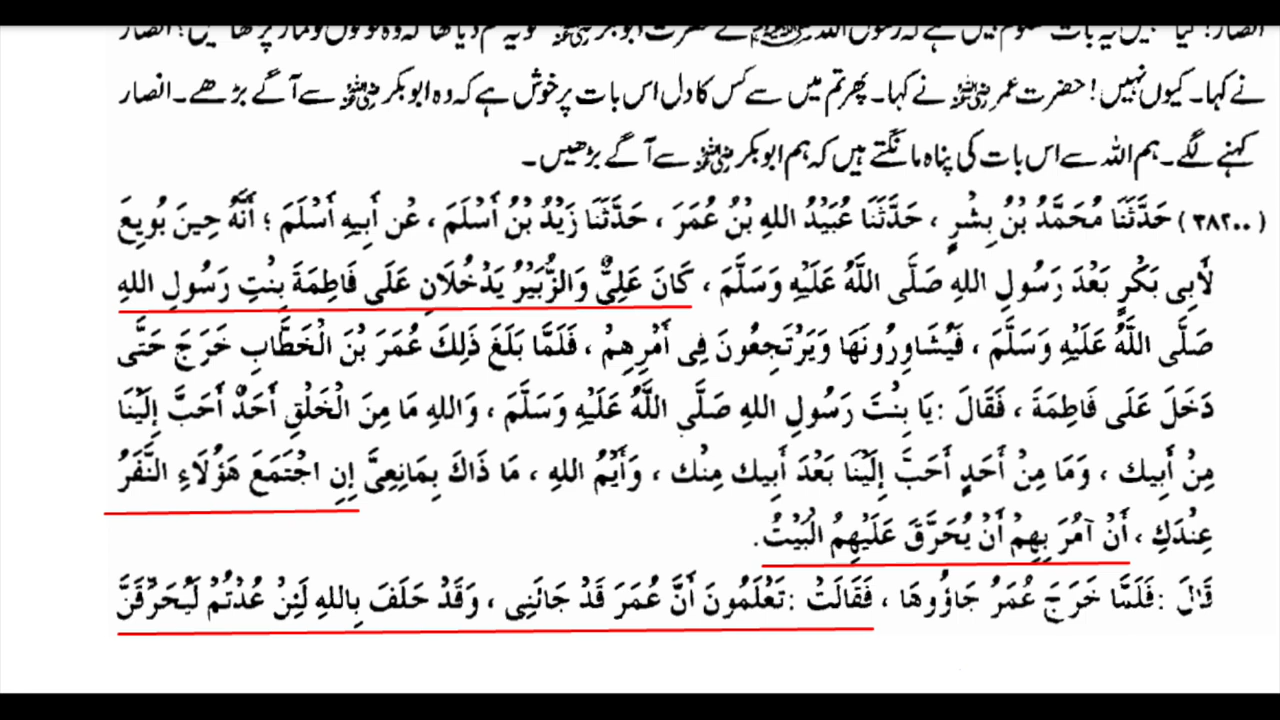 نے کہا۔ کیوں نہیں! حضرت عمر رضی اللہ عنہ نے کہا۔ پھر تم میں سے کس کا دل اس بات پر خوش ہے کہ وہ ابو بکر رضی اللہ عنہ سے آگے بڑھے۔ انصار
کہنے لگے۔ ہم اللہ سے اس بات کی پناہ مانگتے ہیں کہ ہم ابو بکر رضی اللہ عنہ سے آگے بڑھیں۔
(۳۸۲۰۰) حَدَّثَنَا مُحَمَّدُ بْنُ بِشْرٍ ، حَدَّثَنَا عُبَيْدُ اللهِ بْنُ عُمَرَ ، حَدَّثَنَا زَيْدُ بْنُ أَسْلَمَ ، عَنْ أَبِيهِ أَسْلَمَ ؛ أَنَّهُ حِينَ بُويِعَ
لِأَبِي بَكْرٍ بَعْدَ رَسُولِ اللهِ صَلَّى اللَّهُ عَلَيْهِ وَسَلَّمَ ، كَانَ عَلِيٌّ وَالزُّبَيْرُ يَدْخُلَانِ عَلَى فَاطِمَةَ بِنْتِ رَسُولِ اللهِ
صَلَّى اللَّهُ عَلَيْهِ وَسَلَّمَ ، فَيُشَاوِرُونَهَا وَيَرْتَجِعُونَ فِي أَمْرِهِمْ ، فَلَمَّا بَلَغَ ذَلِكَ عُمَرَ بْنَ الْخَطَّابِ خَرَجَ حَتَّى
دَخَلَ عَلَى فَاطِمَةَ ، فَقَالَ : يَا بِنْتَ رَسُولِ اللهِ صَلَّى اللَّهُ عَلَيْهِ وَسَلَّمَ ، وَاللهِ مَا مِنَ الْخَلْقِ أَحَدٌ أَحَبَّ إِلَيْنَا
مِنْ أَبِيك ، وَمَا مِنْ أَحَدٍ أَحَبَّ إِلَيْنَا بَعْدَ أَبِيك مِنْك ، وَأَيْمُ اللهِ ، مَا ذَاكَ بِمَانِعِيَّ إِنِ اجْتَمَعَ هَؤُلَاءِ النَّفَرُ
عِنْدَكِ ، أَنْ آمُرَ بِهِمْ أَنْ يُحَرَّقَ عَلَيْهِمُ الْبَيْتُ .
قَالَ : فَلَمَّا خَرَجَ عُمَرُ جَاؤُوهَا ، فَقَالَتْ : تَعْلَمُونَ أَنَّ عُمَرَ قَدْ جَائَنِي ، وَقَدْ حَلَفَ بِاللهِ لَئِنْ عُدْتُمْ لَيُحَرِّقَنَّ